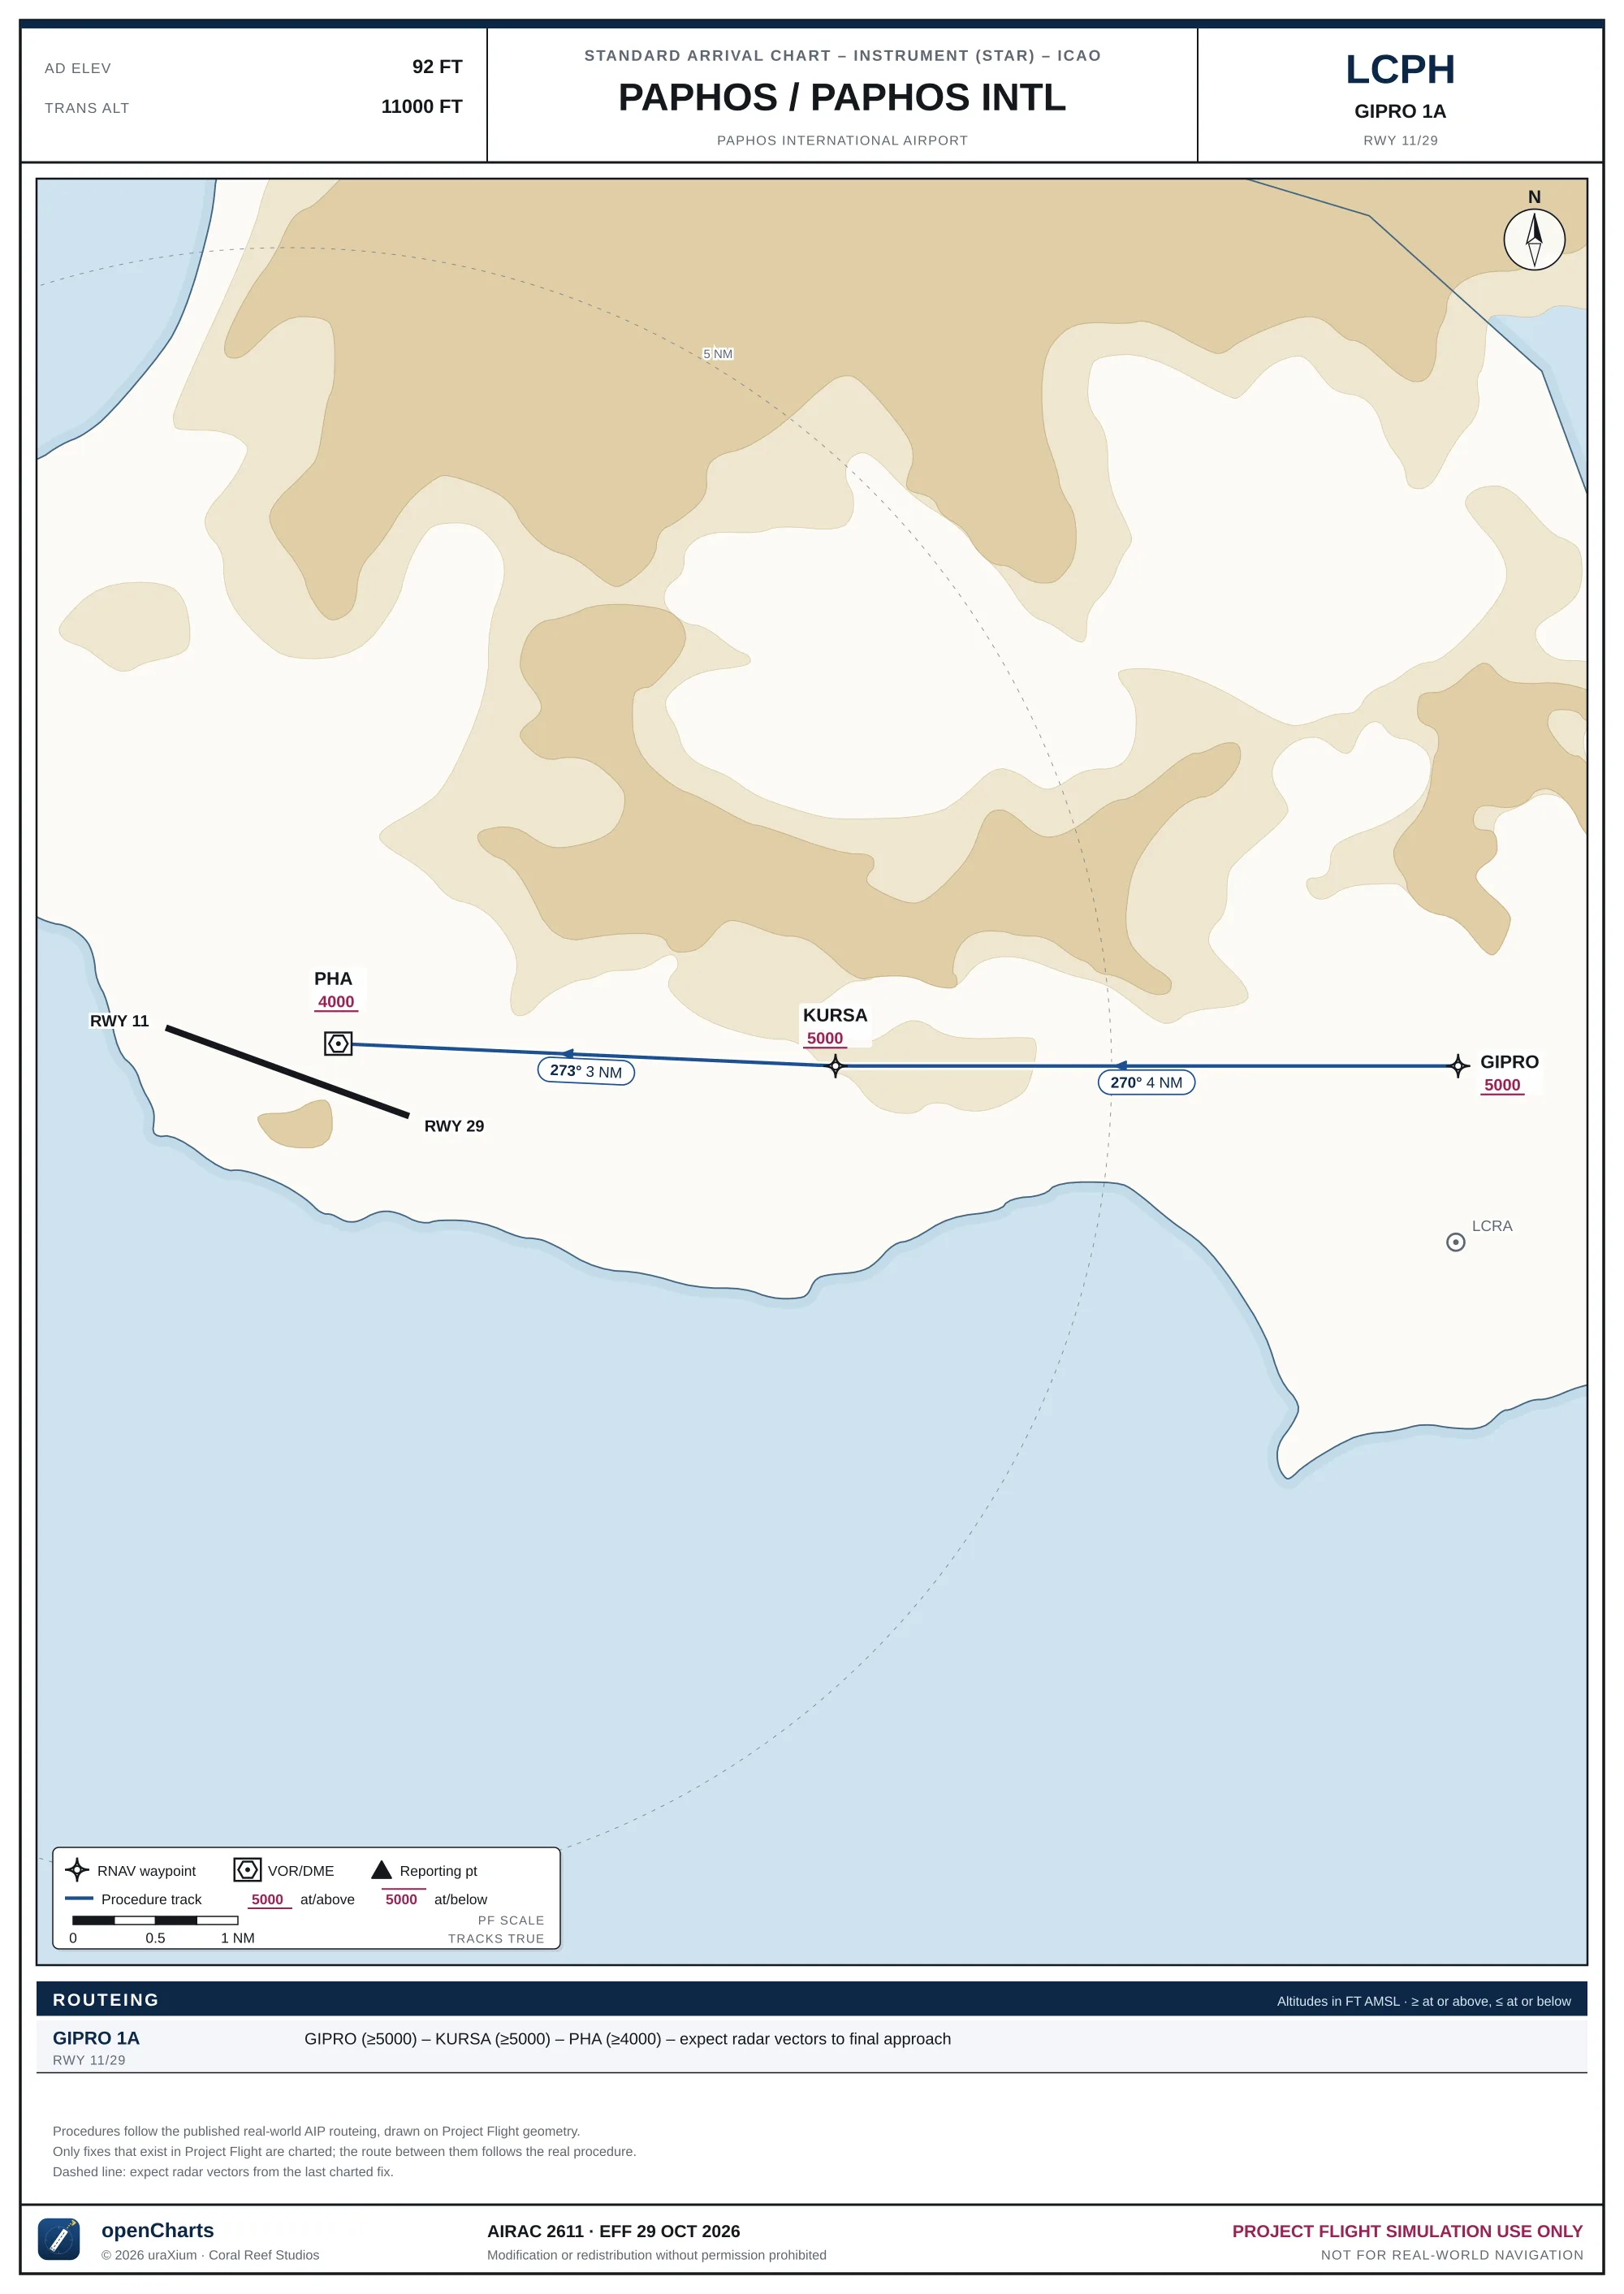 AD ELEV 92 FT
TRANS ALT 11000 FT
STANDARD ARRIVAL CHART – INSTRUMENT (STAR) – ICAO
PAPHOS / PAPHOS INTL
PAPHOS INTERNATIONAL AIRPORT
LCPH
GIPRO 1A
RWY 11/29
N
5 NM
PHA
4000
RWY 11
KURSA
5000
273° 3 NM
270° 4 NM
GIPRO
5000
RWY 29
LCRA
RNAV waypoint VOR/DME Reporting pt
Procedure track 5000 at/above 5000 at/below
PF SCALE
0 0.5 1 NM TRACKS TRUE
ROUTEING Altitudes in FT AMSL · ≥ at or above, ≤ at or below
GIPRO 1A GIPRO (≥5000) – KURSA (≥5000) – PHA (≥4000) – expect radar vectors to final approach
RWY 11/29
Procedures follow the published real-world AIP routeing, drawn on Project Flight geometry.
Only fixes that exist in Project Flight are charted; the route between them follows the real procedure.
Dashed line: expect radar vectors from the last charted fix.
openCharts AIRAC 2611 · EFF 29 OCT 2026 PROJECT FLIGHT SIMULATION USE ONLY
© 2026 uraXium · Coral Reef Studios Modification or redistribution without permission prohibited NOT FOR REAL-WORLD NAVIGATION